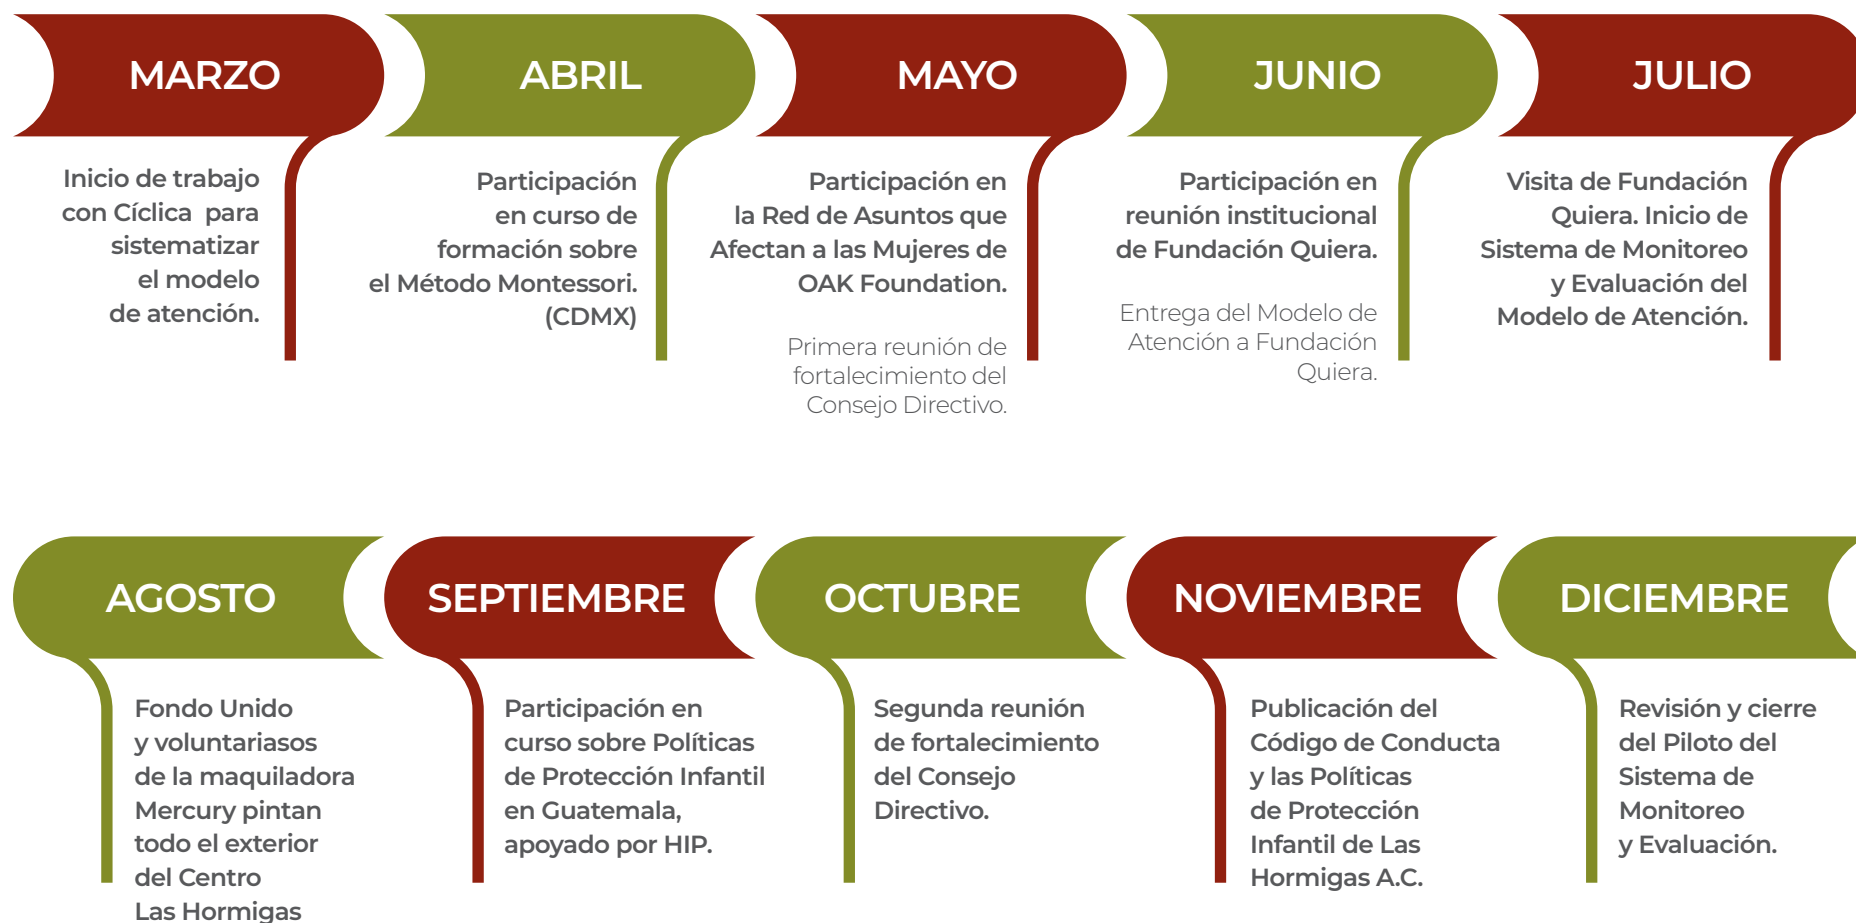 MARZO
Inicio de trabajo
con Cíclica  para
sistematizar
el modelo
de atención.
ABRIL
Participación
en curso de
formación sobre
el Método Montessori.
(CDMX)
MAYO
Participación en
la Red de Asuntos que
Afectan a las Mujeres de
OAK Foundation.
Primera reunión de
fortalecimiento del
Consejo Directivo.
JUNIO
Participación en
reunión institucional
de Fundación Quiera.
Entrega del Modelo de
Atención a Fundación
Quiera.
JULIO
Visita de Fundación
Quiera. Inicio de
Sistema de Monitoreo
y Evaluación del
Modelo de Atención.
AGOSTO
Fondo Unido
y voluntariasos
de la maquiladora
Mercury pintan
todo el exterior
del Centro
Las Hormigas
SEPTIEMBRE
Participación en
curso sobre Políticas
de Protección Infantil
en Guatemala,
apoyado por HIP.
OCTUBRE
Segunda reunión
de fortalecimiento
del Consejo
Directivo.
NOVIEMBRE
Publicación del
Código de Conducta
y las Políticas
de Protección
Infantil de Las
Hormigas A.C.
DICIEMBRE
Revisión y cierre
del Piloto del
Sistema de
Monitoreo
y Evaluación.